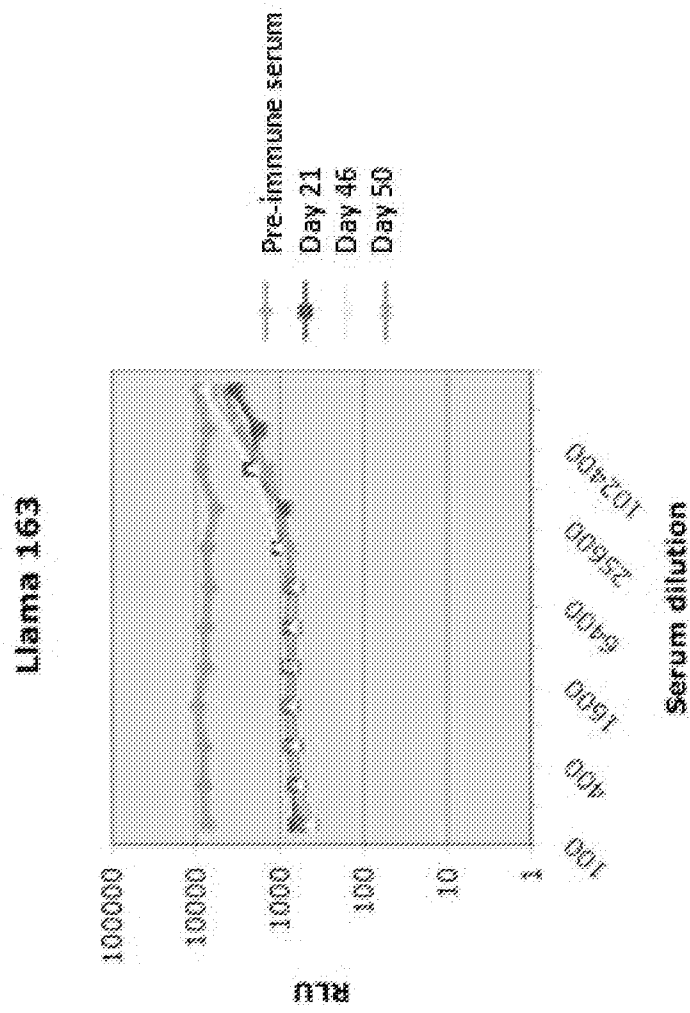 Llama 163
RLU
100000
10000
1000
100
10
1
100
400
1600
6400
25600
102400
Serum dilution
Pre-immune serum
Day 21
Day 46
Day 50